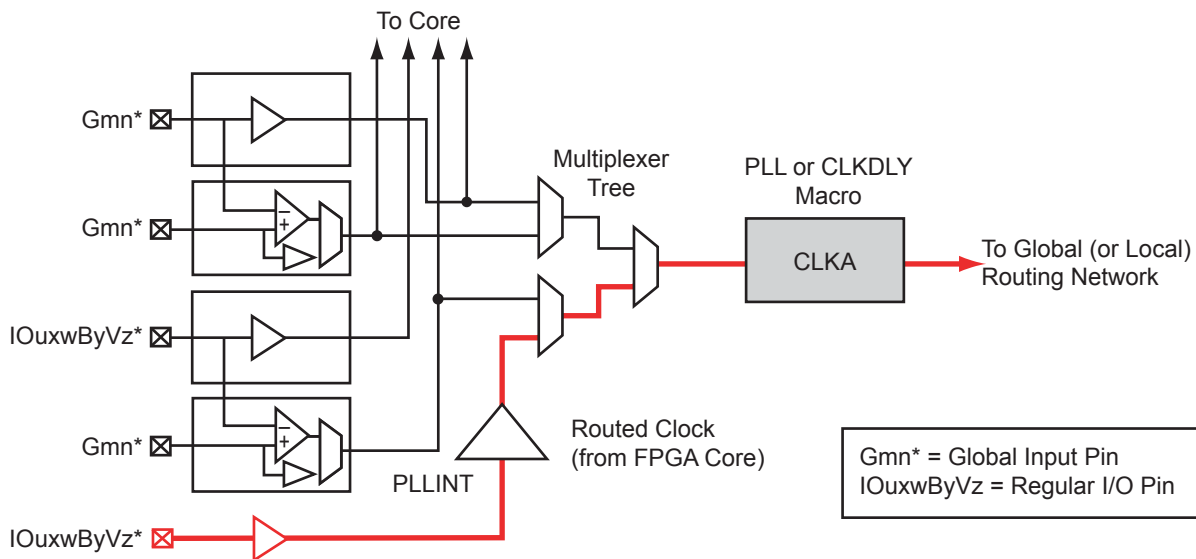 To Core
Gmn*
Gmn*
IOuxwByVz*
Gmn*
IOuxwByVz*
−
+
−
+
Multiplexer
Tree
PLL or CLKDLY
Macro
CLKA
To Global (or Local)
Routing Network
Routed Clock
(from FPGA Core)
PLLINT
Gmn* = Global Input Pin
IOuxwByVz = Regular I/O Pin